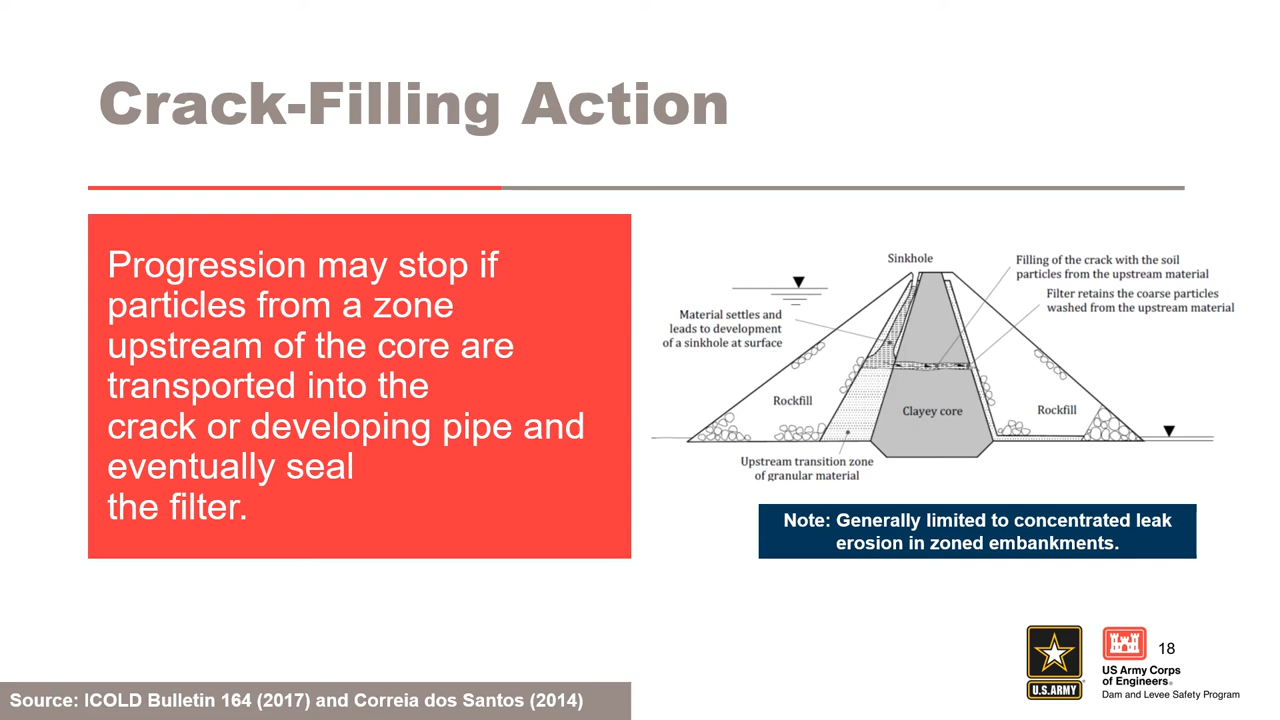 Crack-Filling Action
Progression may stop if
particles from a zone
upstream of the core are
transported into the
crack or developing pipe and
eventually seal
the filter.
Sinkhole
Filling of the crack with the soil
particles from the upstream material
Filter retains the coarse particles
washed from the upstream material
Material settles and
leads to development
of a sinkhole at surface
Rockfill
Clayey core
Rockfill
Upstream transition zone
of granular material
Note: Generally limited to concentrated leak
erosion in zoned embankments.
U.S.ARMY
US Army Corps
of Engineers®
Dam and Levee Safety Program
18
Source: ICOLD Bulletin 164 (2017) and Correia dos Santos (2014)